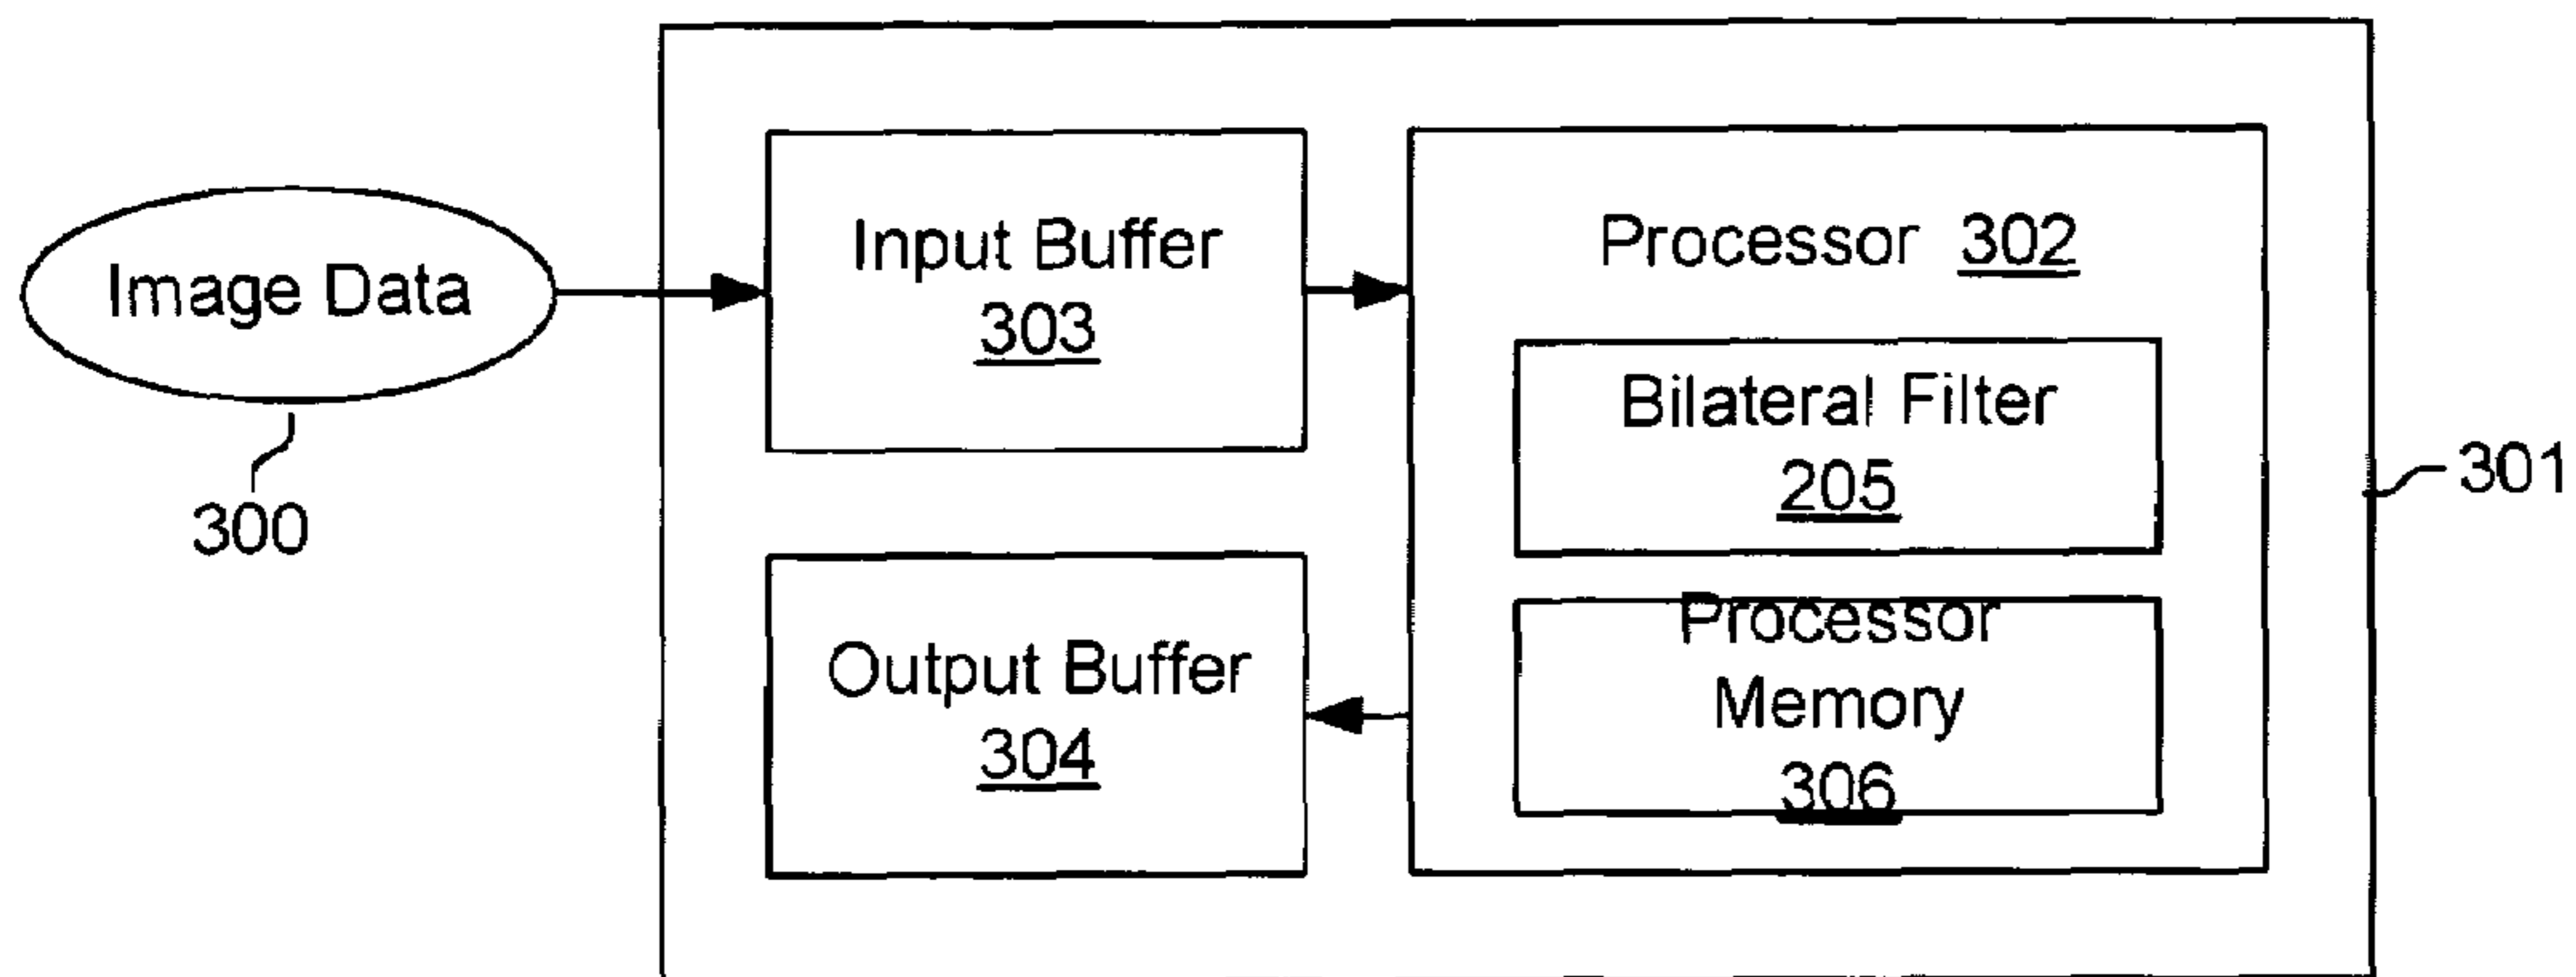 Image Data
300
Input Buffer
303
Processor 302
Bilateral Filter
205
Processor
Memory
306
Output Buffer
304
301